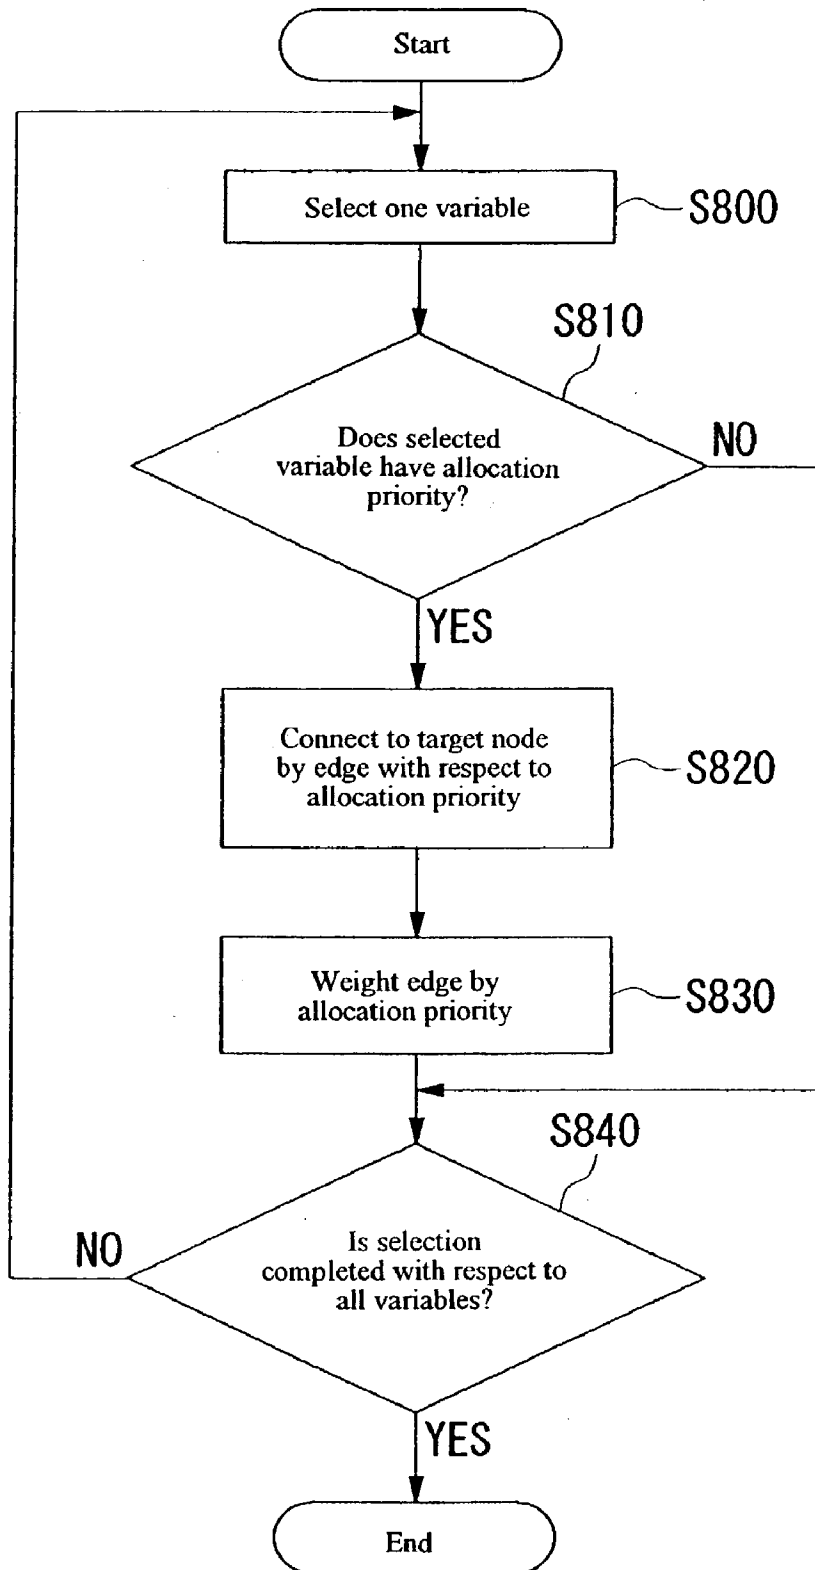 Start
Select one variable
S800
S810
Does selected
variable have allocation
priority?
NO
YES
Connect to target node
by edge with respect to
allocation priority
S820
Weight edge by
allocation priority
S830
S840
Is selection
completed with respect to
all variables?
NO
YES
End